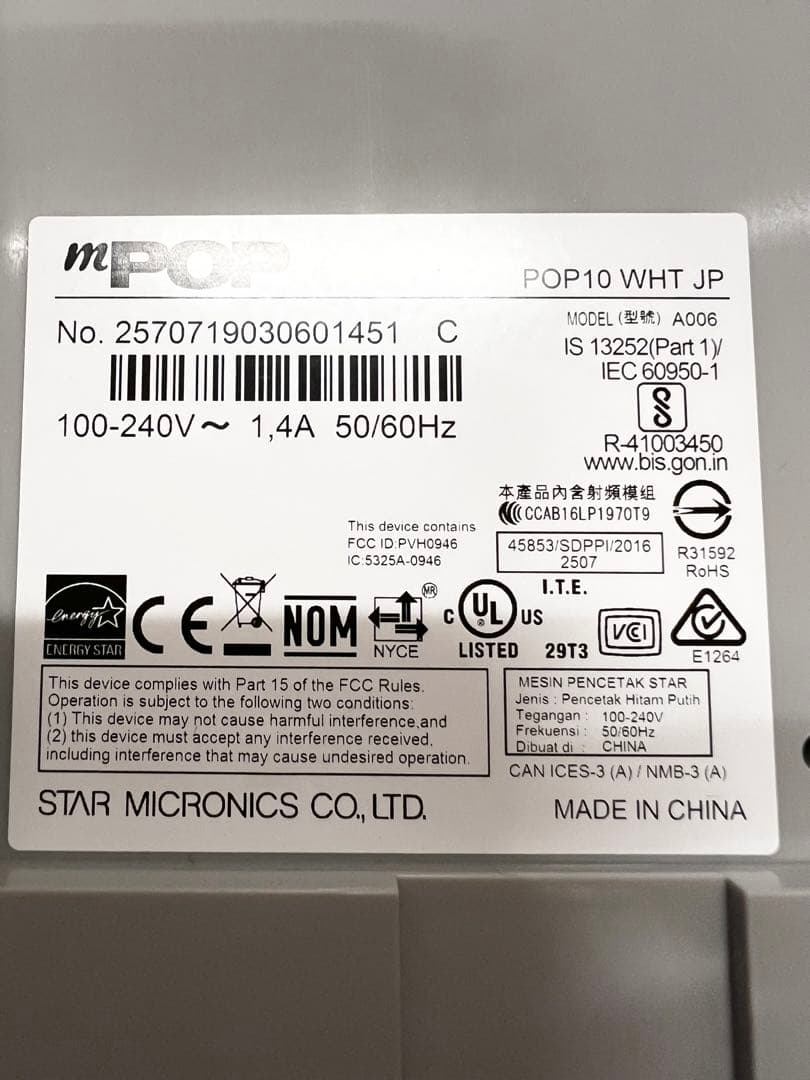 mPOP
POP10 WHT JP
No. 2570719030601451 C
MODEL (型號) A006
IS 13252(Part 1)/
IEC 60950-1
100-240V～ 1,4A 50/60Hz
R-41003450
www.bis.gon.in
本產品內含射頻模組
CCAB16LP1970T9
This device contains
FCC ID:PVH0946
IC:5325A-0946
45853/SDPPI/2016
2507
R31592
RoHS
energy
ENERGY STAR
CE
NOM
MR
NYCE
C UL US
®
LISTED
I.T.E.
29T3
VCCI
E1264
This device complies with Part 15 of the FCC Rules.
Operation is subject to the following two conditions:
(1) This device may not cause harmful interference,and
(2) this device must accept any interference received,
including interference that may cause undesired operation.
MESIN PENCETAK STAR
Jenis : Pencetak Hitam Putih
Tegangan : 100-240V
Frekuensi : 50/60Hz
Dibuat di : CHINA
CAN ICES-3 (A) / NMB-3 (A)
STAR MICRONICS CO., LTD.
MADE IN CHINA